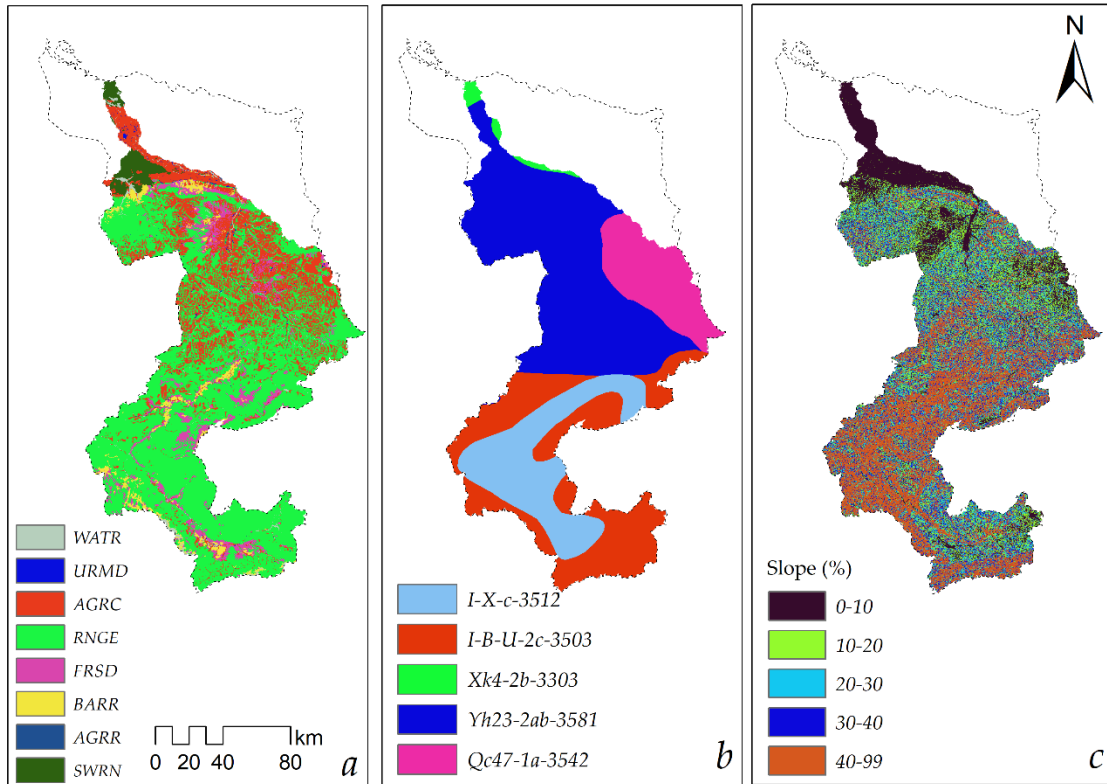 WATR
URMD
AGRC
RNGE
FRSD
BARR
AGRR
SWRN
km
0 20 40 80
a
I-X-c-3512
I-B-U-2c-3503
Xk4-2b-3303
Yh23-2ab-3581
Qc47-1a-3542
b
N
Slope (%)
0-10
10-20
20-30
30-40
40-99
c